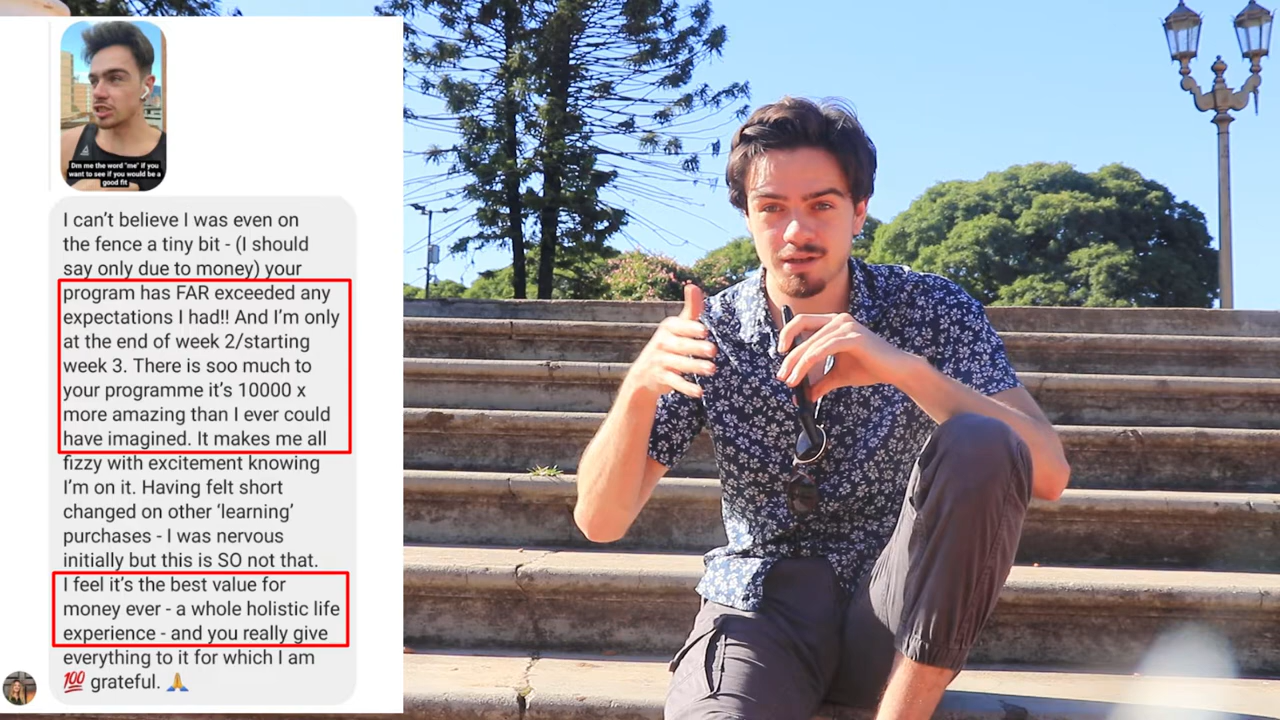 Dm me the word "me" if you
want to see if you would be a
good fit
I can't believe I was even on
the fence a tiny bit - (I should
say only due to money) your
program has FAR exceeded any
expectations I had!! And I'm only
at the end of week 2/starting
week 3. There is soo much to
your programme it's 10000 x
more amazing than I ever could
have imagined. It makes me all
fizzy with excitement knowing
I'm on it. Having felt short
changed on other 'learning'
purchases - I was nervous
initially but this is SO not that.
I feel it's the best value for
money ever - a whole holistic life
experience - and you really give
everything to it for which I am
💯 grateful. 🙏